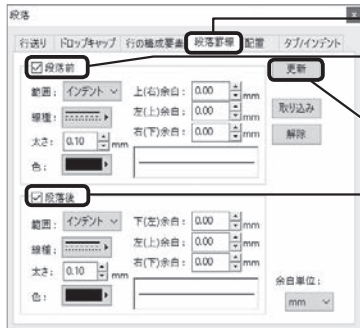 段落
行送り ドロップキャップ 行の構成要素 段落罫線 配置 タブ/インデント
段落前
更新
範囲： インデント 上(右)余白： 0.00 mm
取り込み
線種： 左(上)余白： 0.00 mm
解除
太さ： 0.10 mm 右(下)余白： 0.00 mm
色：
段落後
範囲： インデント 下(左)余白： 0.00 mm
線種： 左(上)余白： 0.00 mm
太さ： 0.10 mm 右(下)余白： 0.00 mm
余白単位：
色：
mm